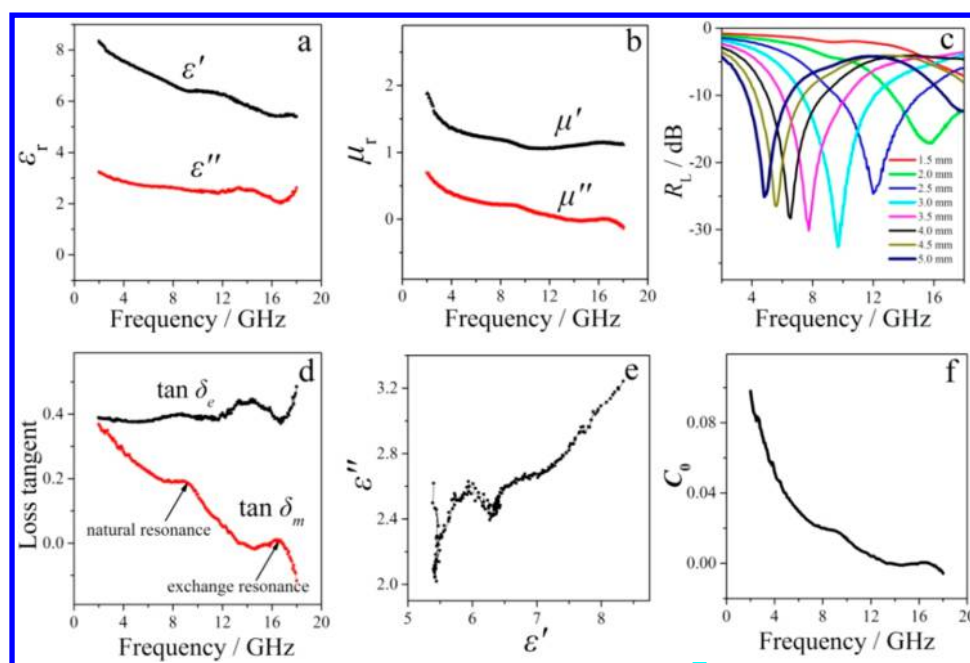 a
ε′
ε″
εr
8
6
4
2
0
0 4 8 12 16 20
Frequency / GHz
b
μ′
μ″
μr
2
1
0
0 4 8 12 16 20
Frequency / GHz
c
RL / dB
0
-10
-20
-30
1.5 mm
2.0 mm
2.5 mm
3.0 mm
3.5 mm
4.0 mm
4.5 mm
5.0 mm
4 8 12 16
Frequency / GHz
d
tan δe
tan δm
natural resonance
exchange resonance
Loss tangent
0.4
0.2
0.0
0 4 8 12 16 20
Frequency / GHz
e
ε″
3.2
2.8
2.4
2.0
5 6 7 8
ε′
f
C0
0.08
0.04
0.00
0 4 8 12 16 20
Frequency / GHz